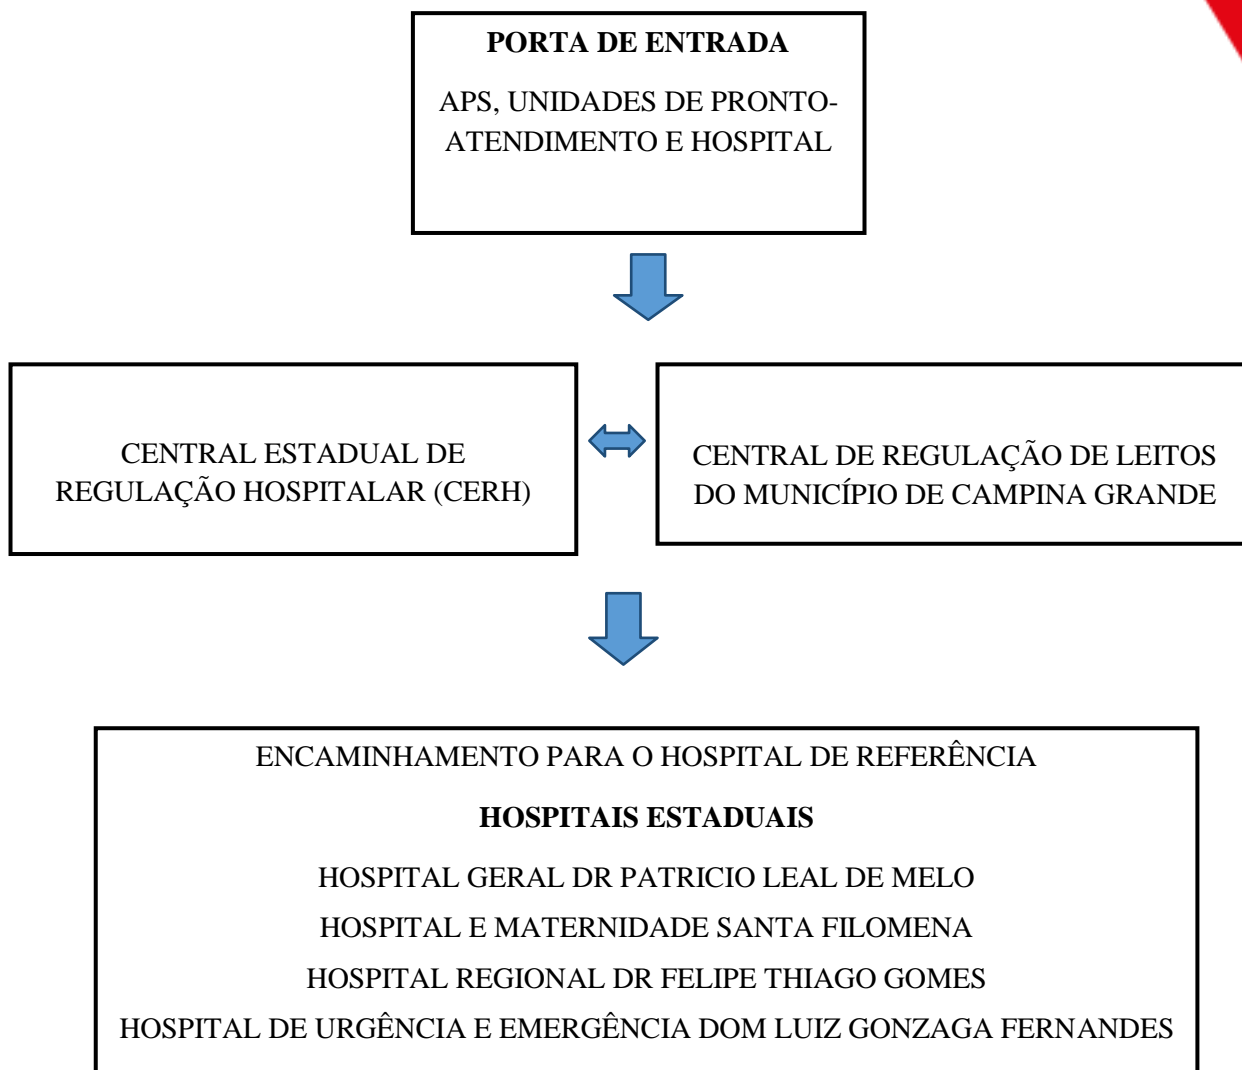 PORTA DE ENTRADA
APS, UNIDADES DE PRONTO-
ATENDIMENTO E HOSPITAL
CENTRAL ESTADUAL DE
REGULAÇÃO HOSPITALAR (CERH)
CENTRAL DE REGULAÇÃO DE LEITOS
DO MUNICÍPIO DE CAMPINA GRANDE
ENCAMINHAMENTO PARA O HOSPITAL DE REFERÊNCIA
HOSPITAIS ESTADUAIS
HOSPITAL GERAL DR PATRICIO LEAL DE MELO
HOSPITAL E MATERNIDADE SANTA FILOMENA
HOSPITAL REGIONAL DR FELIPE THIAGO GOMES
HOSPITAL DE URGÊNCIA E EMERGÊNCIA DOM LUIZ GONZAGA FERNANDES